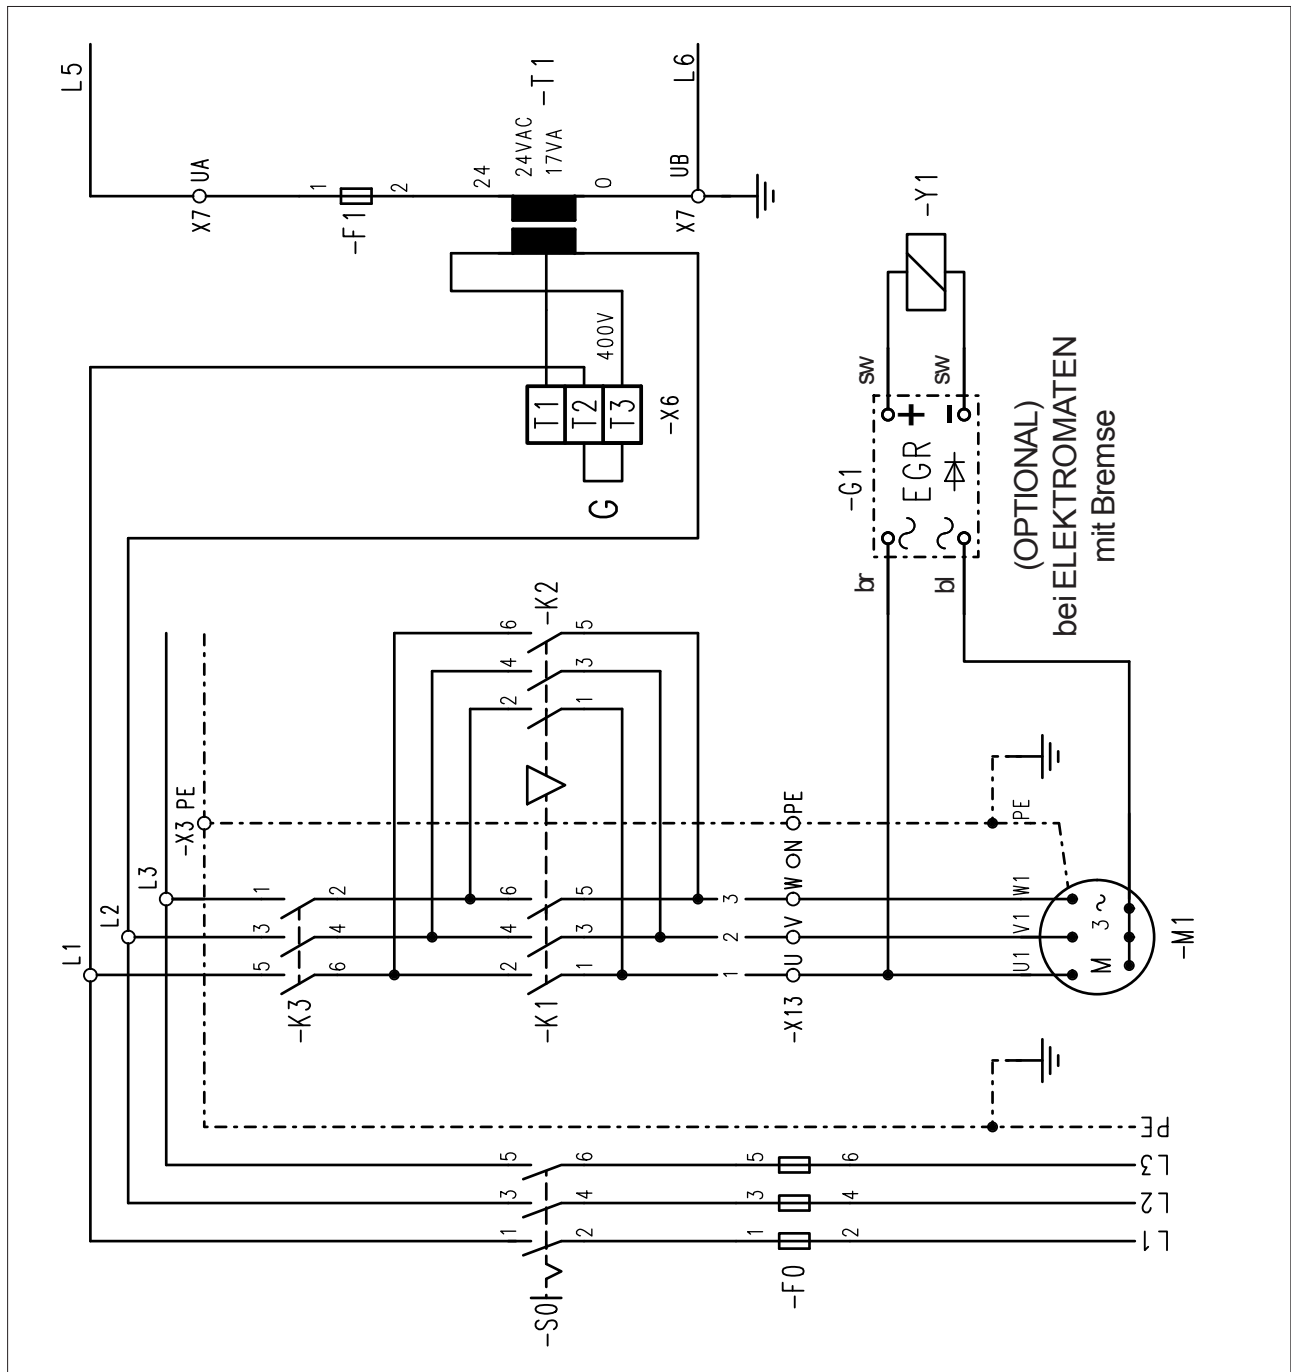 L1
L2
L3
PE
-F0
1
2
3
4
5
6
-S0
1
2
3
4
5
6
L1
L2
L3
-X3 PE
-K3
5
3
1
6
4
2
-K1
2
4
6
1
3
5
-K2
2
4
6
1
3
5
1
2
3
-X13
U
V
W
N
PE
U1
V1
W1
PE
M
3~
-M1
G
T1
T2
T3
-X6
400V
L5
X7
UA
1
-F1
2
24
24VAC
17VA
-T1
0
X7
UB
L6
br
bl
-G1
~
~
EGR
+
-
sw
sw
-Y1
(OPTIONAL)
bei ELEKTROMATEN
mit Bremse